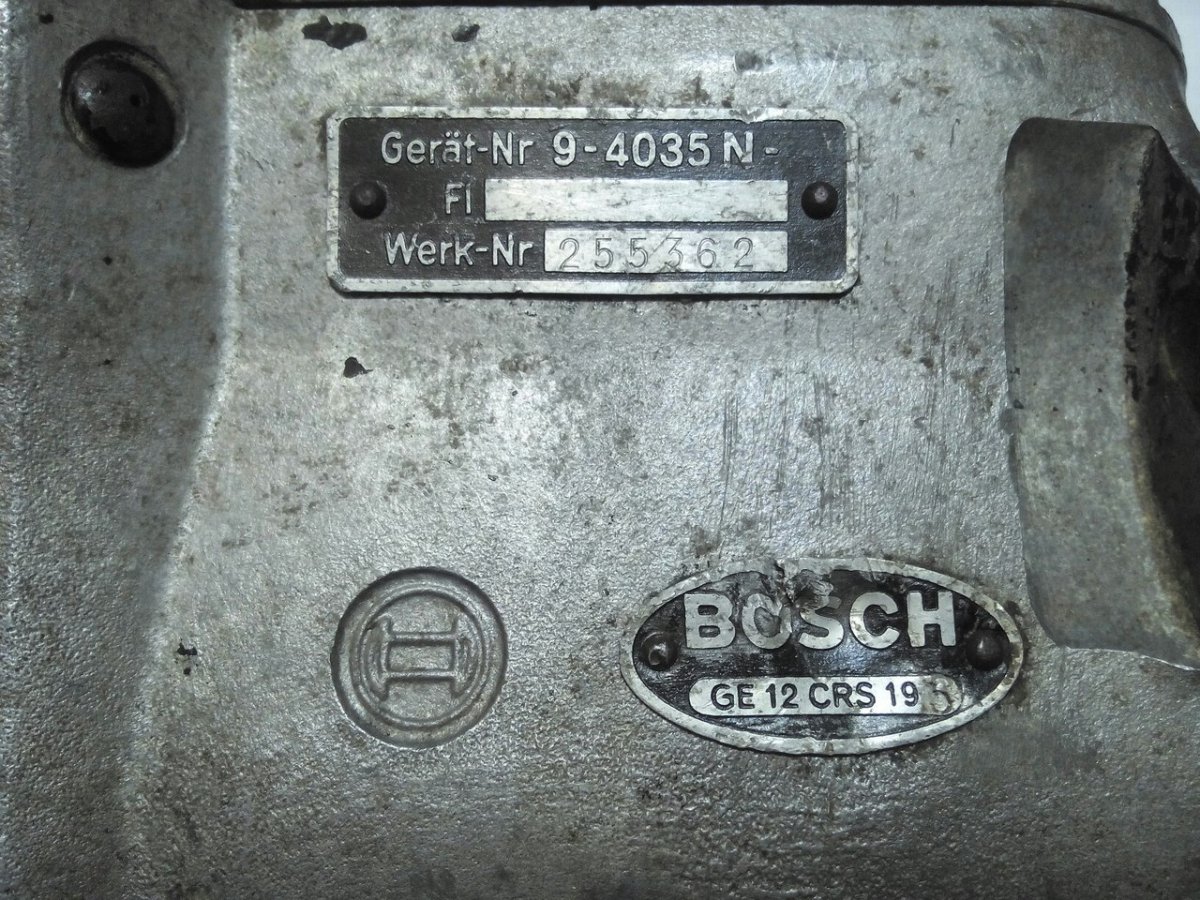 Gerät-Nr 9-4035 N-
Fl
Werk-Nr 255362
BOSCH
GE 12 CRS 19